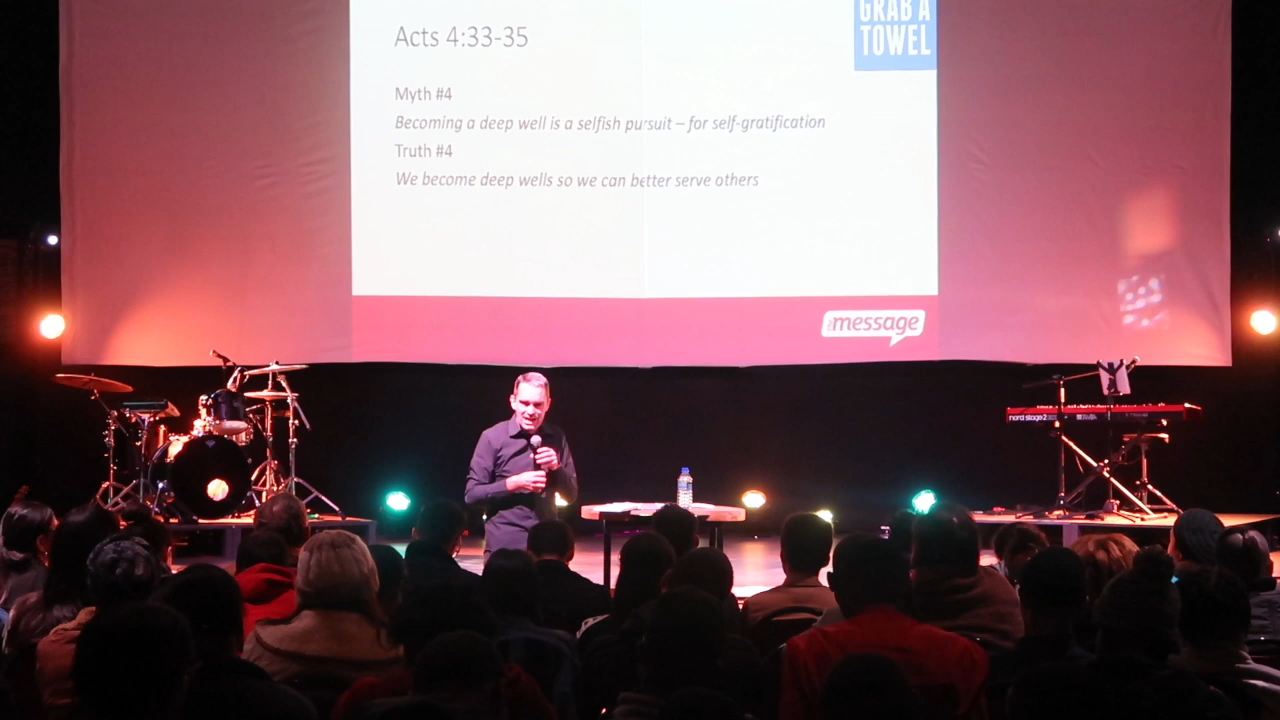 GRAB A
TOWEL
Acts 4:33-35
Myth #4
Becoming a deep well is a selfish pursuit – for self-gratification
Truth #4
We become deep wells so we can better serve others
the message
nord stage 2